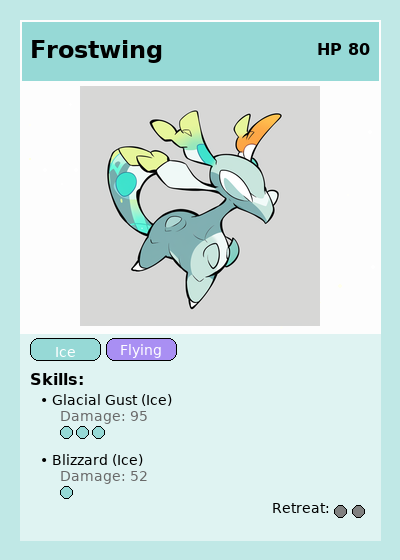 Frostwing HP 80
Ice Flying
Skills:
• Glacial Gust (Ice)
Damage: 95
• Blizzard (Ice)
Damage: 52
Retreat: